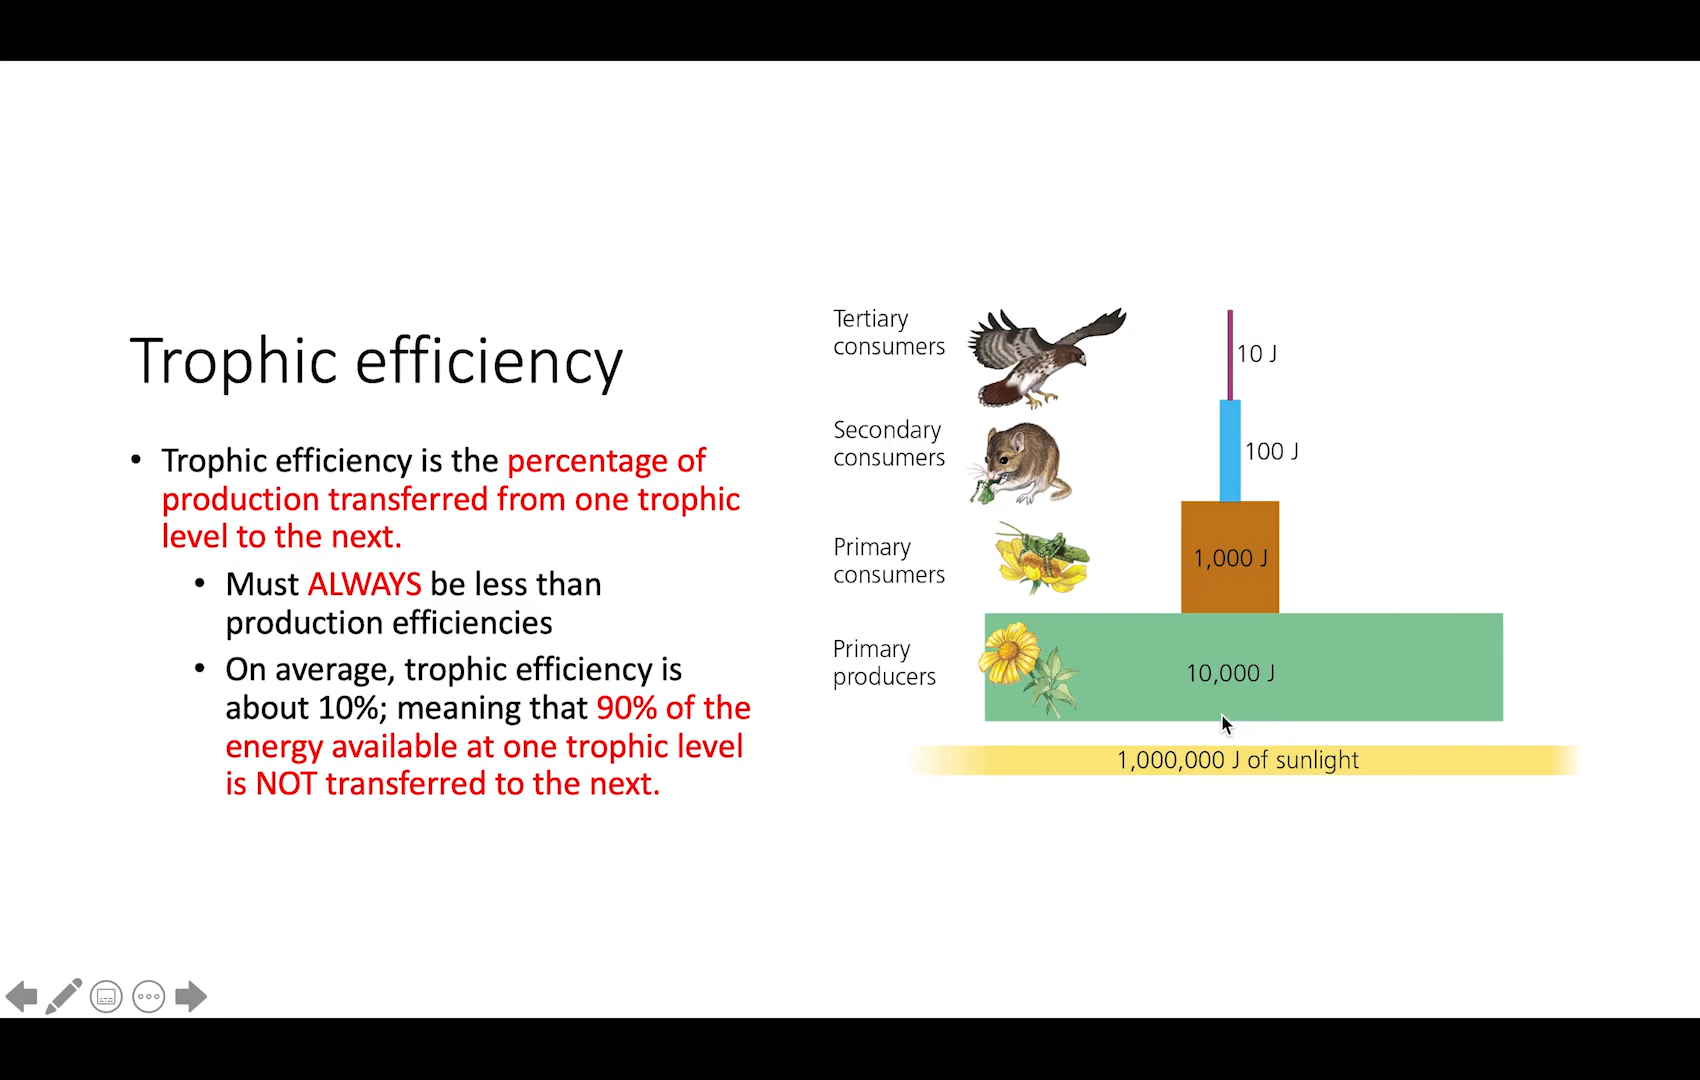 Trophic efficiency
• Trophic efficiency is the percentage of
production transferred from one trophic
level to the next.
• Must ALWAYS be less than
production efficiencies
• On average, trophic efficiency is
about 10%; meaning that 90% of the
energy available at one trophic level
is NOT transferred to the next.
Tertiary
consumers
10 J
Secondary
consumers
100 J
Primary
consumers
1,000 J
Primary
producers
10,000 J
1,000,000 J of sunlight